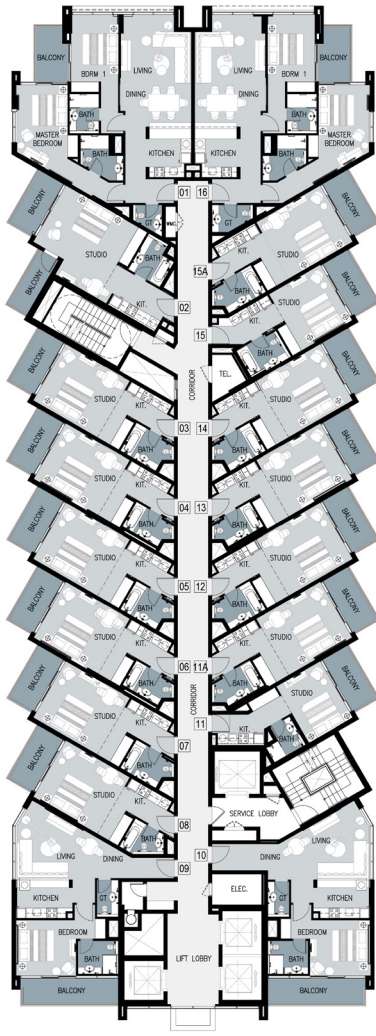 BALCONY
BDRM 1
LIVING
LIVING
BDRM 1
BALCONY
DINING
DINING
MASTER BEDROOM
BATH
BATH
MASTER BEDROOM
BATH
KITCHEN
KITCHEN
BATH
01 16
BALCONY
GT
GT
BALCONY
STUDIO
BATH
KIT.
STUDIO
15A
BALCONY
KIT.
02
BATH
KIT.
STUDIO
BALCONY
15
BATH
BALCONY
STUDIO
CORRIDOR
TEL.
STUDIO
BALCONY
KIT.
KIT.
03 14
BALCONY
BATH
BATH
BALCONY
STUDIO
STUDIO
KIT.
KIT.
04 13
BALCONY
BATH
BATH
BALCONY
STUDIO
STUDIO
KIT.
KIT.
05 12
BALCONY
BATH
BATH
BALCONY
STUDIO
STUDIO
KIT.
KIT.
06 11A
BALCONY
BATH
BATH
BALCONY
STUDIO
CORRIDOR
STUDIO
KIT.
11
KIT.
07
BALCONY
BATH
BATH
STUDIO
KIT.
SERVICE LOBBY
08
BATH
LIVING
DINING
10
DINING
LIVING
09
KITCHEN
GT
ELEC.
GT
KITCHEN
BEDROOM
BEDROOM
BATH
LIFT LOBBY
BATH
BALCONY
BALCONY